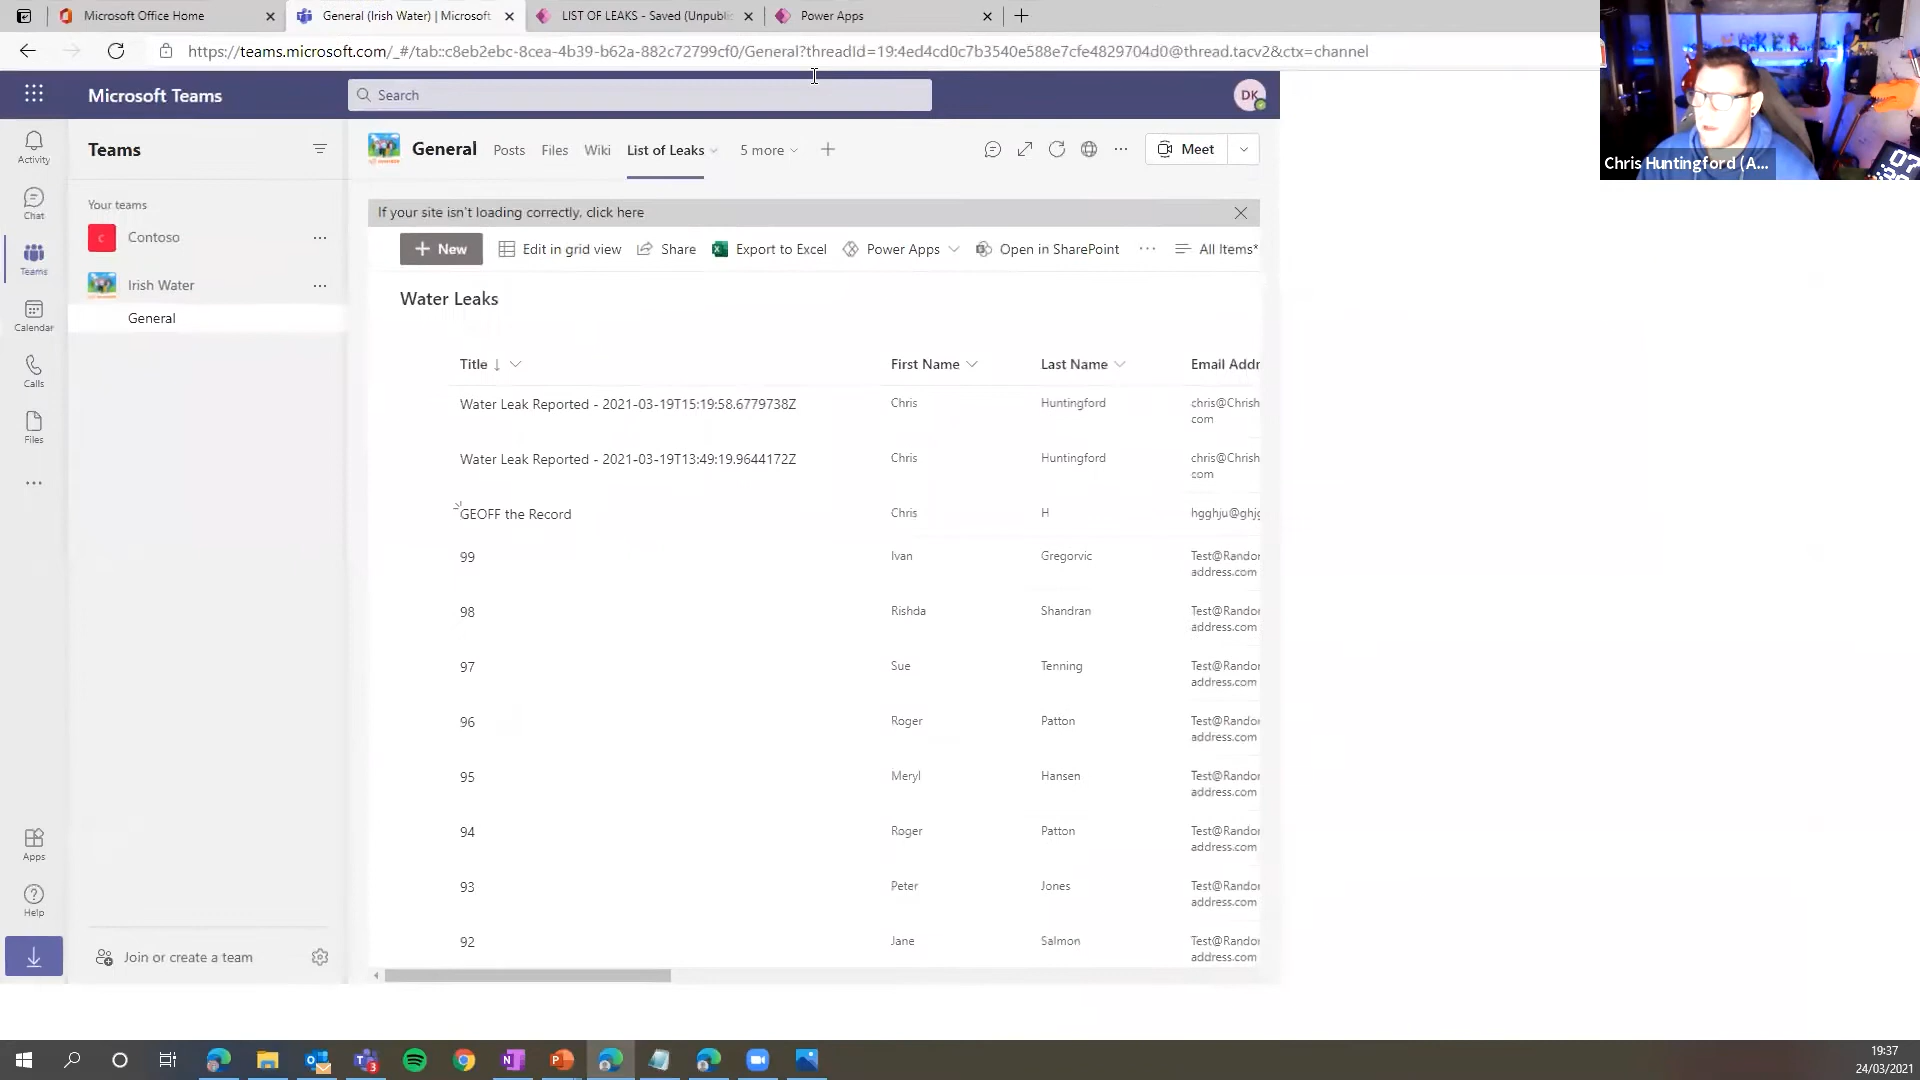 Microsoft Office Home
General (Irish Water) | Microsoft
LIST OF LEAKS - Saved (Unpubli
Power Apps
https://teams.microsoft.com/_#/tab::c8eb2ebc-8cea-4b39-b62a-882c72799cf0/General?threadId=19:4ed4cd0c7b3540e588e7cfe4829704d0@thread.tacv2&ctx=channel
Microsoft Teams
Search
DK
Chris Huntingford (A...
Activity
Chat
Teams
Calendar
Calls
Files
Apps
Help
Teams
Your teams
c
Contoso
Irish Water
General
Join or create a team
General
Posts
Files
Wiki
List of Leaks
5 more
Meet
If your site isn't loading correctly, click here
New
Edit in grid view
Share
Export to Excel
Power Apps
Open in SharePoint
All Items*
Water Leaks
Title First Name Last Name Email Addr
Water Leak Reported - 2021-03-19T15:19:58.6779738Z Chris Huntingford chris@Chrish
com
Water Leak Reported - 2021-03-19T13:49:19.9644172Z Chris Huntingford chris@Chrish
com
GEOFF the Record Chris H hgghju@ghjg
99 Ivan Gregorvic Test@Randor
address.com
98 Rishda Shandran Test@Randor
address.com
97 Sue Tenning Test@Randor
address.com
96 Roger Patton Test@Randor
address.com
95 Meryl Hansen Test@Randor
address.com
94 Roger Patton Test@Randor
address.com
93 Peter Jones Test@Randor
address.com
92 Jane Salmon Test@Randor
address.com
19:37
24/03/2021